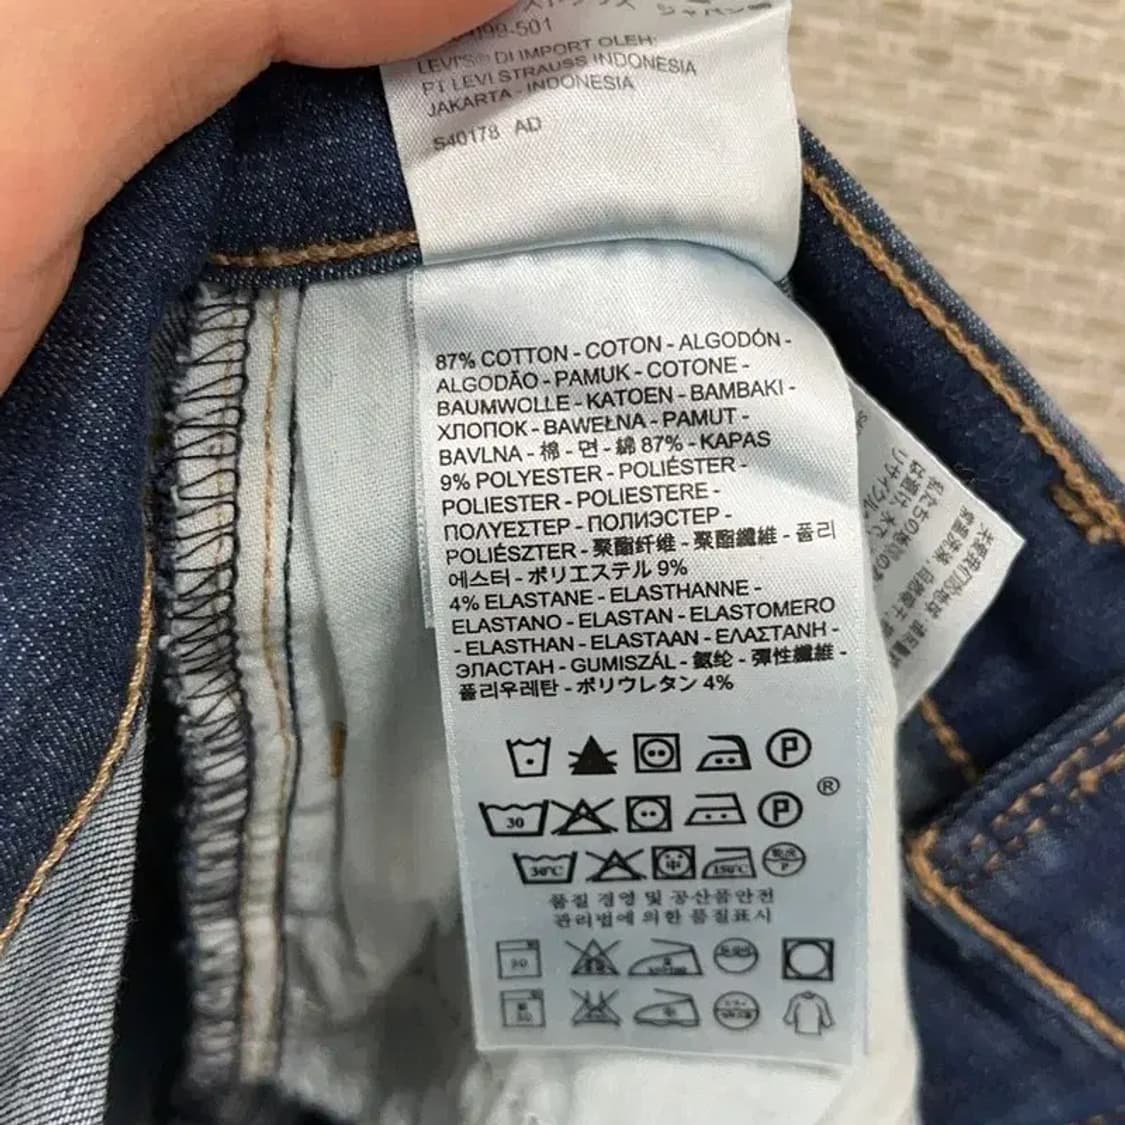 099-501
LEVI'S® DI IMPORT OLEH:
PT LEVI STRAUSS INDONESIA
JAKARTA - INDONESIA
S40178 AD
87% COTTON - COTON - ALGODÓN -
ALGODÃO - PAMUK - COTONE -
BAUMWOLLE - KATOEN - BAMBAKI -
ХЛОПОК - BAWEŁNA - PAMUT -
BAVLNA - 棉 - 면 - 綿 87% - KAPAS
9% POLYESTER - POLIÉSTER -
POLIESTER - POLIESTERE -
ΠΟΛΥΕΣΤΕΡ - ПОЛИЭСТЕР -
POLIÉSZTER - 聚酯纤维 - 聚酯纖維 - 폴리
에스터 - ポリエステル 9%
4% ELASTANE - ELASTHANNE -
ELASTANO - ELASTAN - ELASTOMERO
- ELASTHAN - ELASTAAN - ΕΛΑΣΤΑΝΗ -
ЭЛАСТАН - GUMISZÁL - 氨纶 - 彈性纖維 -
폴리우레탄 - ポリウレタン 4%
P
30 P ®
30°C 中 150°C P
품질 경영 및 공산품안전
관리법에 의한 품질표시